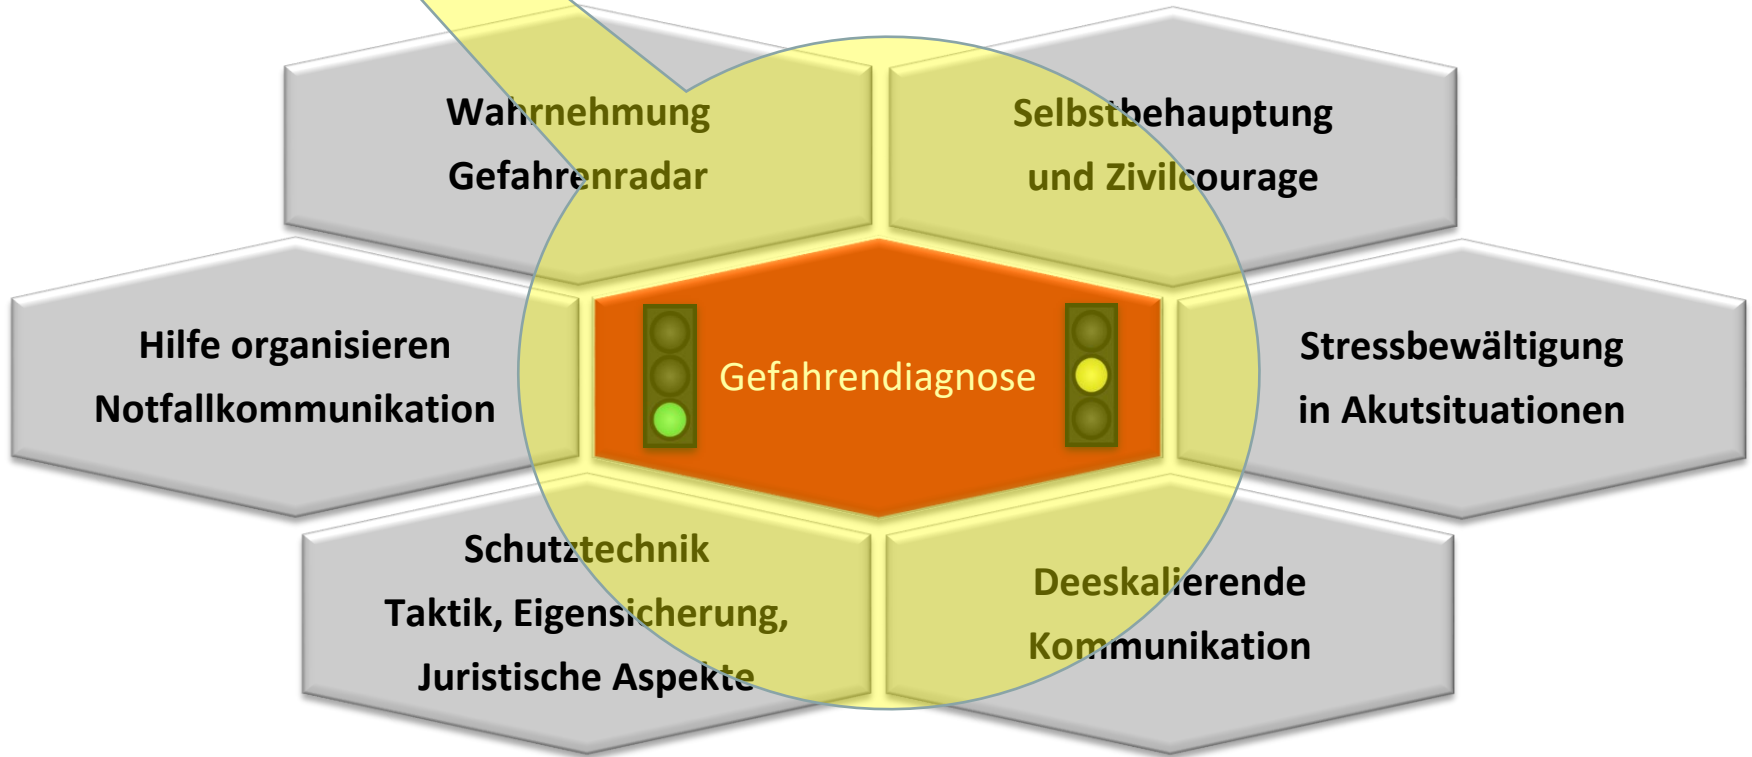 Wahrnehmung
Gefahrenradar
Selbstbehauptung
und Zivilcourage
Hilfe organisieren
Notfallkommunikation
Gefahrendiagnose
Stressbewältigung
in Akutsituationen
Schutztechnik
Taktik, Eigensicherung,
Juristische Aspekte
Deeskalierende
Kommunikation